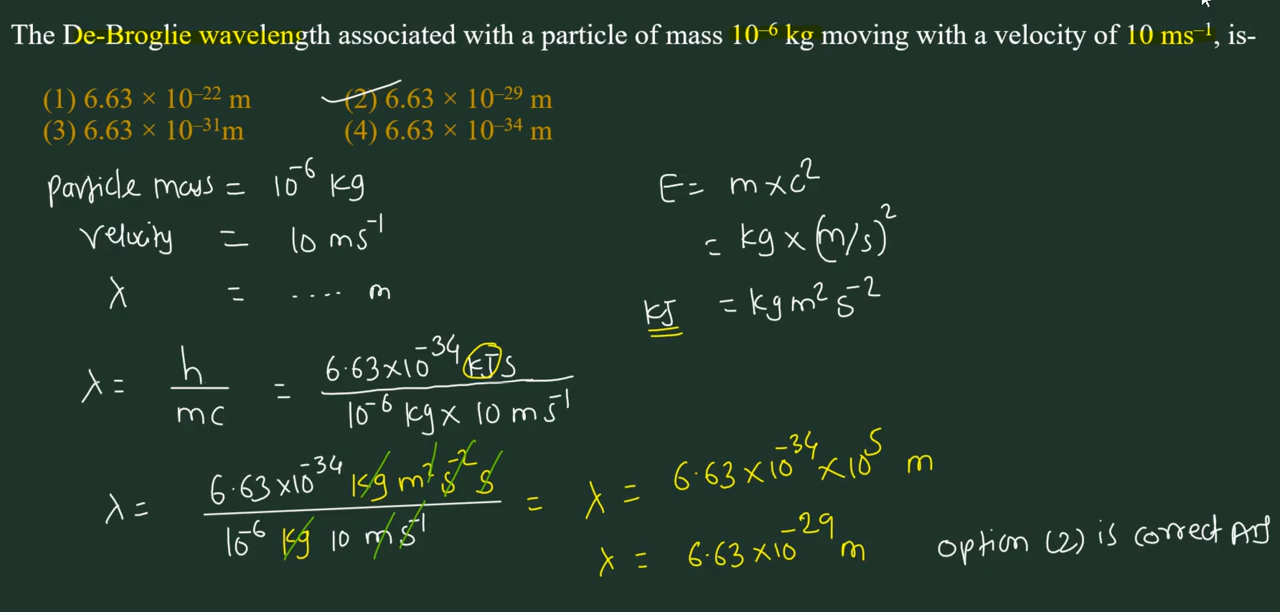 The De-Broglie wavelength associated with a particle of mass 10⁻⁶ kg moving with a velocity of 10 ms⁻¹, is-
(1) 6.63 × 10⁻²² m (2) 6.63 × 10⁻²⁹ m
(3) 6.63 × 10⁻³¹m (4) 6.63 × 10⁻³⁴ m
particle mass = 10⁻⁶ kg
velocity = 10 ms⁻¹
λ = .... m
λ = h/mc = 6.63×10⁻³⁴ kJ s / 10⁻⁶ kg × 10 m s⁻¹
λ = 6.63×10⁻³⁴ kg m² s⁻² s / 10⁻⁶ kg 10 m s⁻¹ = λ = 6.63×10⁻³⁴ × 10⁵ m
λ = 6.63×10⁻²⁹ m
E = m×c²
= kg × (m/s)²
kJ = kg m² s⁻²
option (2) is correct